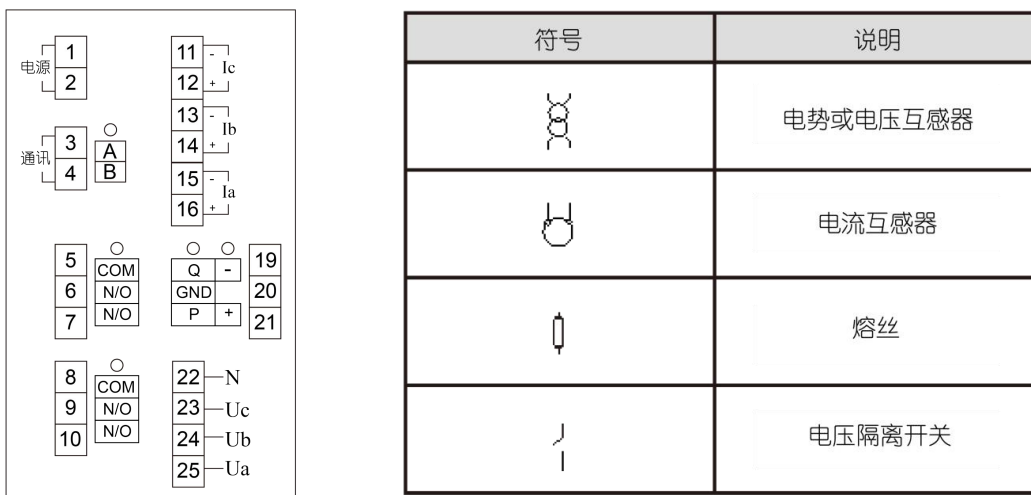 1
电源
2
11 -
Ic
12 +
13 -
Ib
14 +
3 A
通讯
4 B
15 -
Ia
16 +
5 COM
6 N/O
7 N/O
Q - 19
GND 20
P + 21
8 COM
9 N/O
10 N/O
22 N
23 Uc
24 Ub
25 Ua
符号 说明
电势或电压互感器
电流互感器
熔丝
电压隔离开关